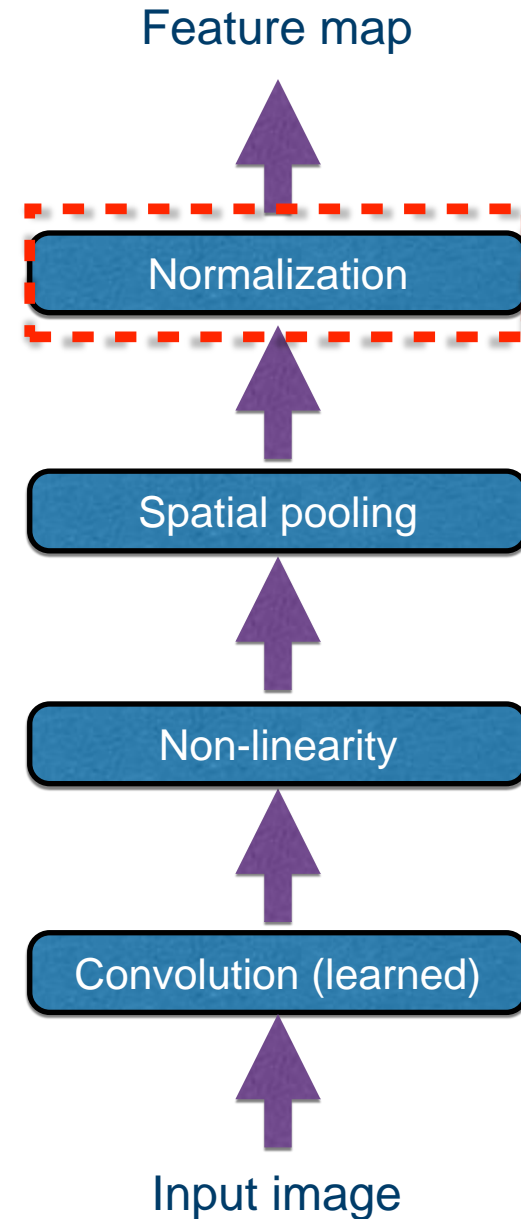 Feature map
Normalization
Spatial pooling
Non-linearity
Convolution (learned)
Input image